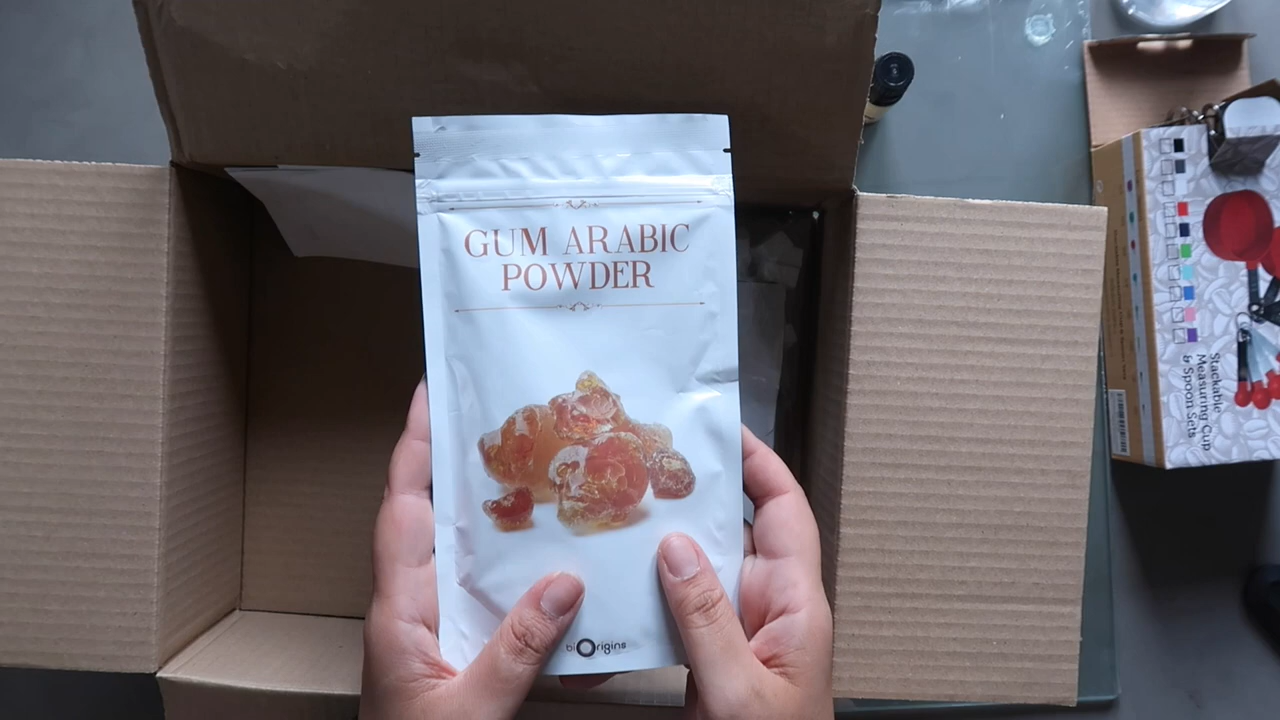 GUM ARABIC
POWDER
biOrigins
Stackable
Measuring Cup
& Spoon Sets